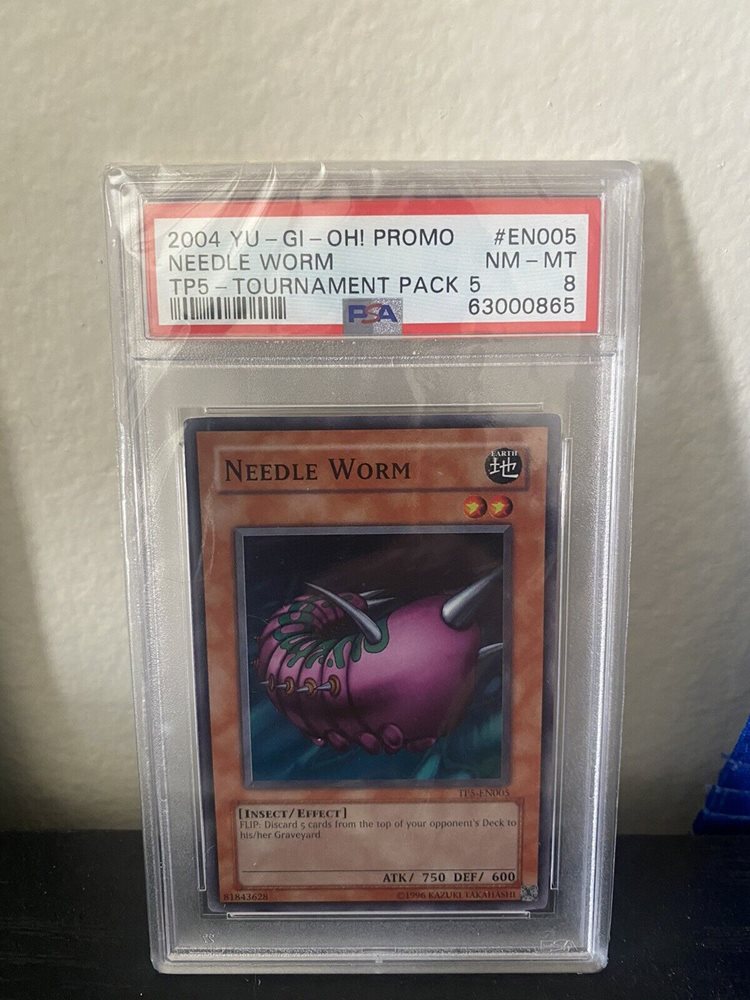 2004 YU-GI-OH! PROMO #EN005
NEEDLE WORM NM-MT
TP5-TOURNAMENT PACK 5 8
PSA 63000865
NEEDLE WORM
EARTH
地
TP5-EN005
[INSECT/EFFECT]
FLIP: Discard 5 cards from the top of your opponent's Deck to
his/her Graveyard.
ATK/ 750 DEF/ 600
81843628 ©1996 KAZUKI TAKAHASHI
PSA